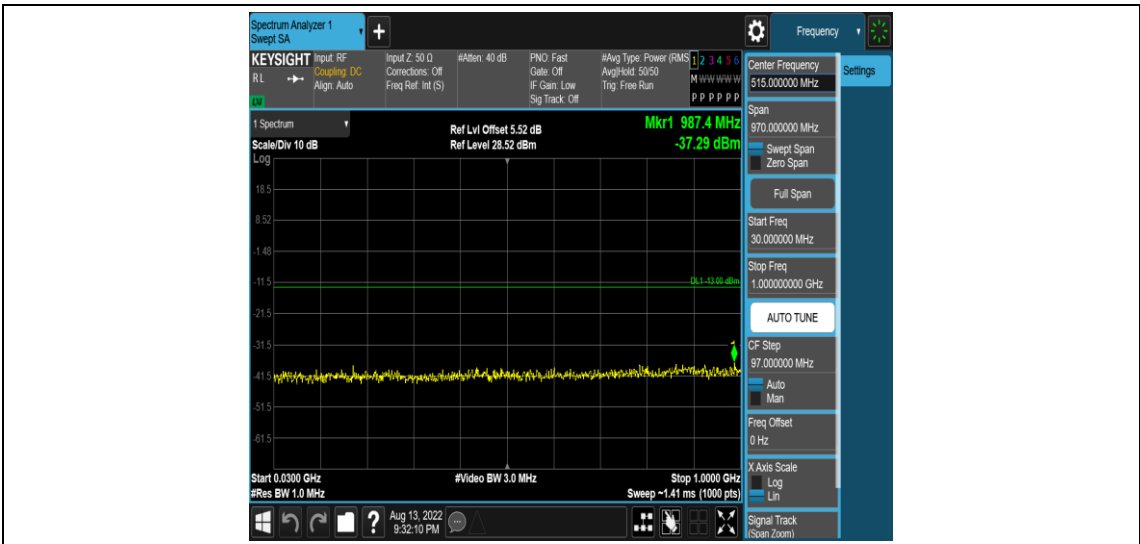 Spectrum Analyzer 1
Swept SA
+
Frequency
KEYSIGHT
RL
LXI
Input: RF
Coupling: DC
Align: Auto
Input Z: 50 Ω
Corrections: Off
Freq Ref: Int (S)
#Atten: 40 dB
PNO: Fast
Gate: Off
IF Gain: Low
Sig Track: Off
#Avg Type: Power (RMS
Avg|Hold: 50/50
Trig: Free Run
1 2 3 4 5 6
M W W W W W
P P P P P P
1 Spectrum
Scale/Div 10 dB
Log
Ref Lvl Offset 5.52 dB
Ref Level 28.52 dBm
Mkr1 987.4 MHz
-37.29 dBm
18.5
8.52
-1.48
-11.5
DL1 -13.00 dBm
-21.5
-31.5
1
-41.5
-51.5
-61.5
Start 0.0300 GHz
#Res BW 1.0 MHz
#Video BW 3.0 MHz
Stop 1.0000 GHz
Sweep ~1.41 ms (1000 pts)
?
Aug 13, 2022
9:32:10 PM
Center Frequency
515.000000 MHz
Settings
Span
970.000000 MHz
Swept Span
Zero Span
Full Span
Start Freq
30.000000 MHz
Stop Freq
1.000000000 GHz
AUTO TUNE
CF Step
97.000000 MHz
Auto
Man
Freq Offset
0 Hz
X Axis Scale
Log
Lin
Signal Track
(Span Zoom)